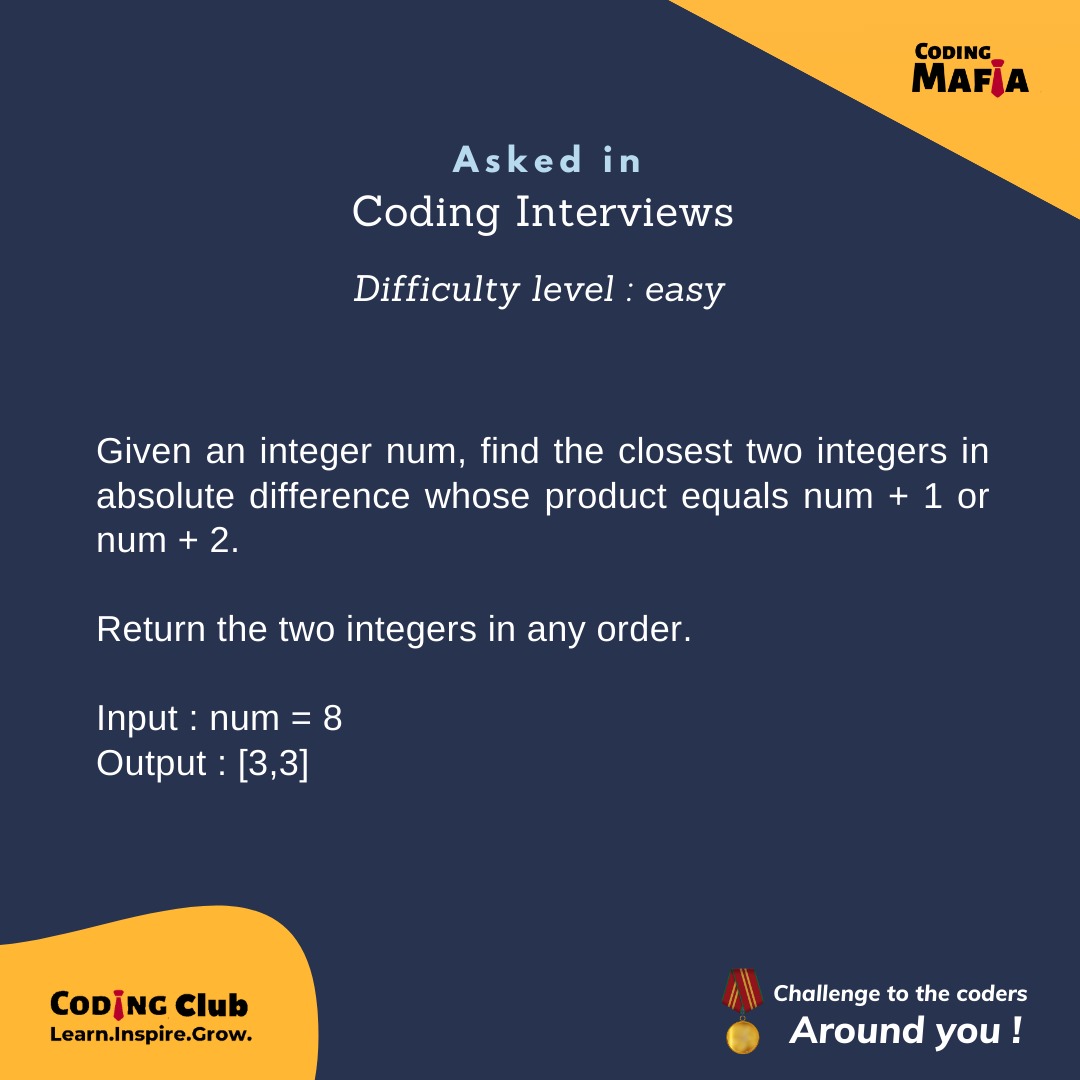 CODING
MAFIA
Asked in
Coding Interviews
Difficulty level : easy
Given an integer num, find the closest two integers in
absolute difference whose product equals num + 1 or
num + 2.
Return the two integers in any order.
Input : num = 8
Output : [3,3]
CODING Club
Learn.Inspire.Grow.
Challenge to the coders
Around you !